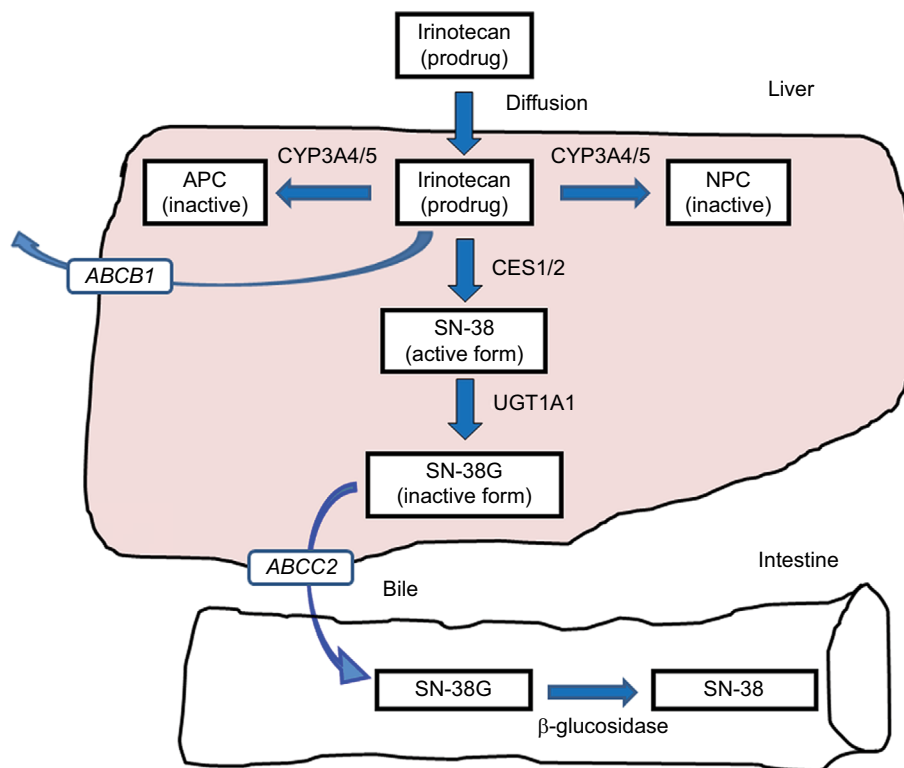 Irinotecan
(prodrug)
Diffusion
Liver
CYP3A4/5
CYP3A4/5
APC
(inactive)
Irinotecan
(prodrug)
NPC
(inactive)
ABCB1
CES1/2
SN-38
(active form)
UGT1A1
SN-38G
(inactive form)
ABCC2
Bile
Intestine
SN-38G
SN-38
β-glucosidase